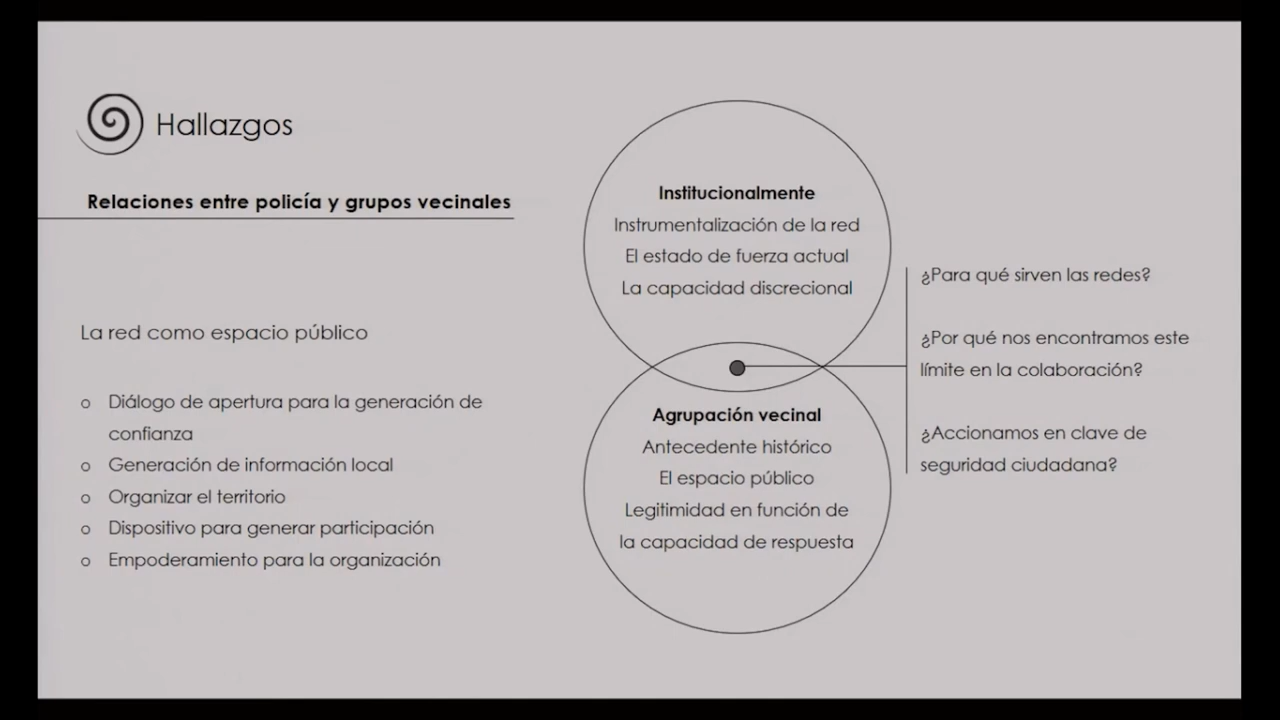 Hallazgos
Relaciones entre policía y grupos vecinales
La red como espacio público
o Diálogo de apertura para la generación de
confianza
o Generación de información local
o Organizar el territorio
o Dispositivo para generar participación
o Empoderamiento para la organización
Institucionalmente
Instrumentalización de la red
El estado de fuerza actual
La capacidad discrecional
Agrupación vecinal
Antecedente histórico
El espacio público
Legitimidad en función de
la capacidad de respuesta
¿Para qué sirven las redes?
¿Por qué nos encontramos este
límite en la colaboración?
¿Accionamos en clave de
seguridad ciudadana?